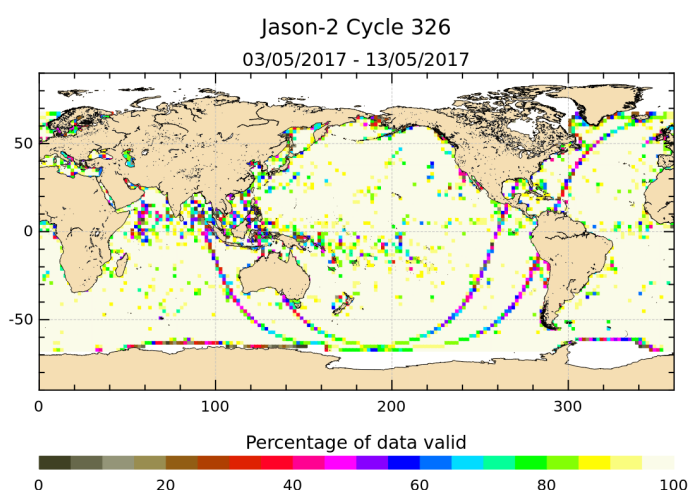 Jason-2 Cycle 326
03/05/2017 - 13/05/2017
50
0
-50
0 100 200 300
Percentage of data valid
0 20 40 60 80 100